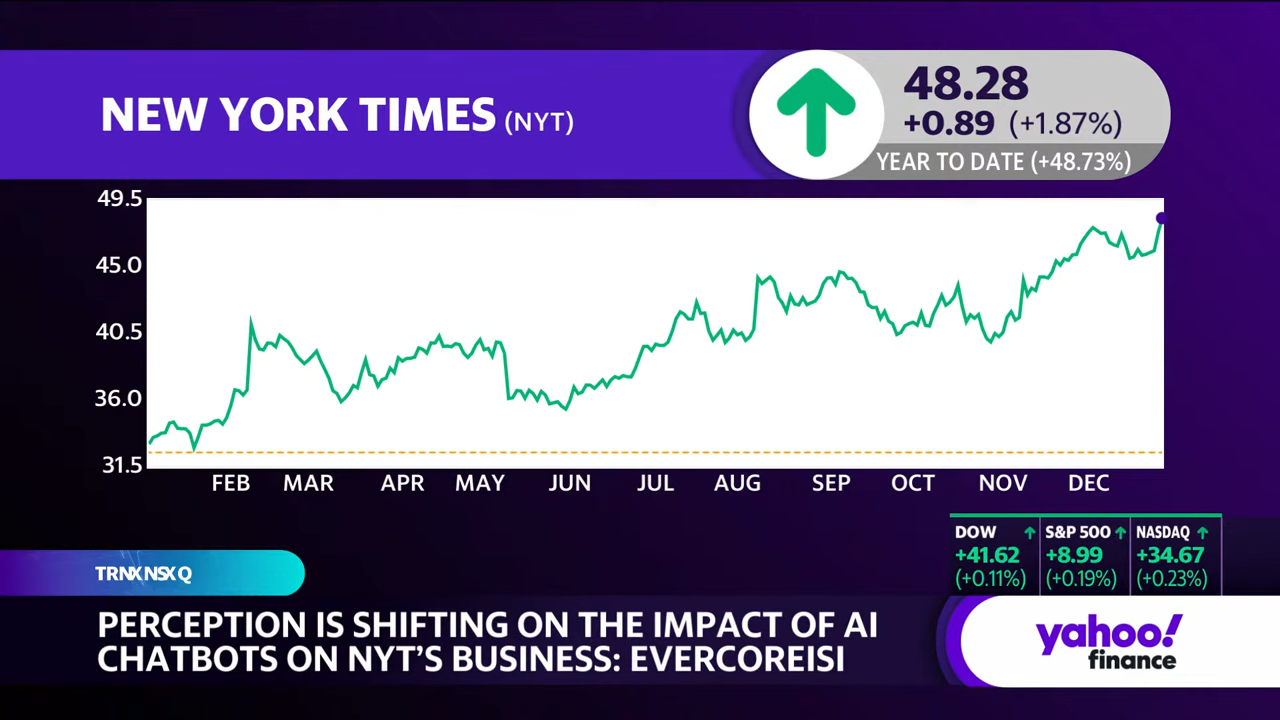 NEW YORK TIMES (NYT)
48.28
+0.89 (+1.87%)
YEAR TO DATE (+48.73%)
49.5
45.0
40.5
36.0
31.5
FEB MAR APR MAY JUN JUL AUG SEP OCT NOV DEC
DOW S&P 500 NASDAQ
+41.62 +8.99 +34.67
(+0.11%) (+0.19%) (+0.23%)
PERCEPTION IS SHIFTING ON THE IMPACT OF AI
CHATBOTS ON NYT'S BUSINESS: EVERCOREISI
yahoo!
finance